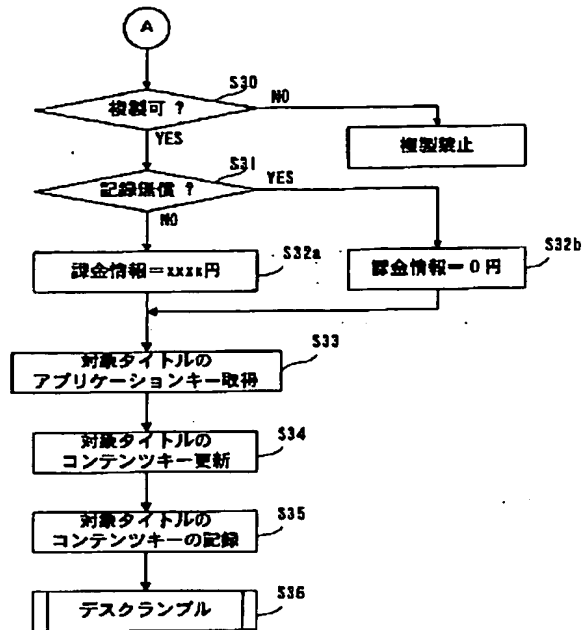 A
S30
複製可 ?
NO
YES
複製禁止
S31
記録無償 ?
YES
NO
S32a
課金情報=xxxx円
S32b
課金情報=0円
S33
対象タイトルの
アプリケーションキー取得
S34
対象タイトルの
コンテンツキー更新
S35
対象タイトルの
コンテンツキーの記録
S36
デスクランブル